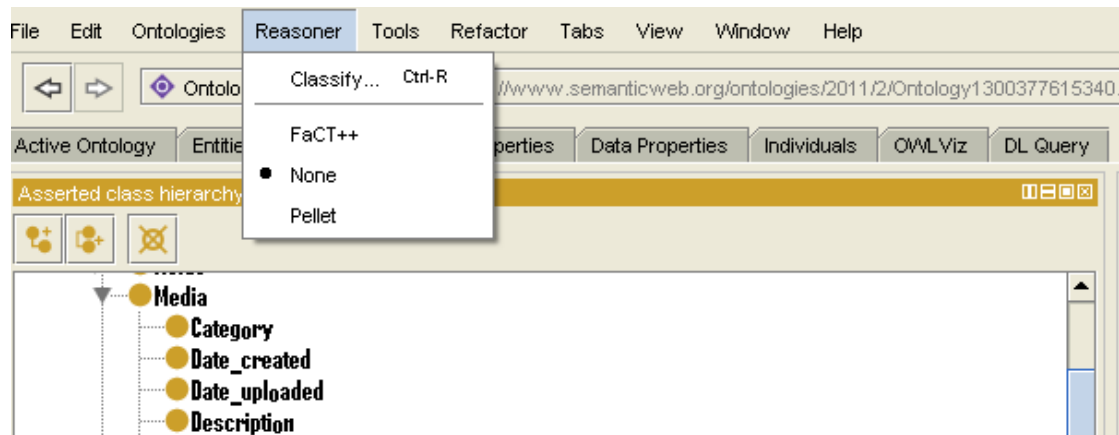 File Edit Ontologies Reasoner Tools Refactor Tabs View Window Help
Classify... Ctrl-R
Ontolo //www.semanticweb.org/ontologies/2011/2/Ontology1300377615340.
FaCT++
Active Ontology Entitie perties Data Properties Individuals OWLViz DL Query
None
Asserted class hierarchy
Pellet
Media
Category
Date_created
Date_uploaded
Description